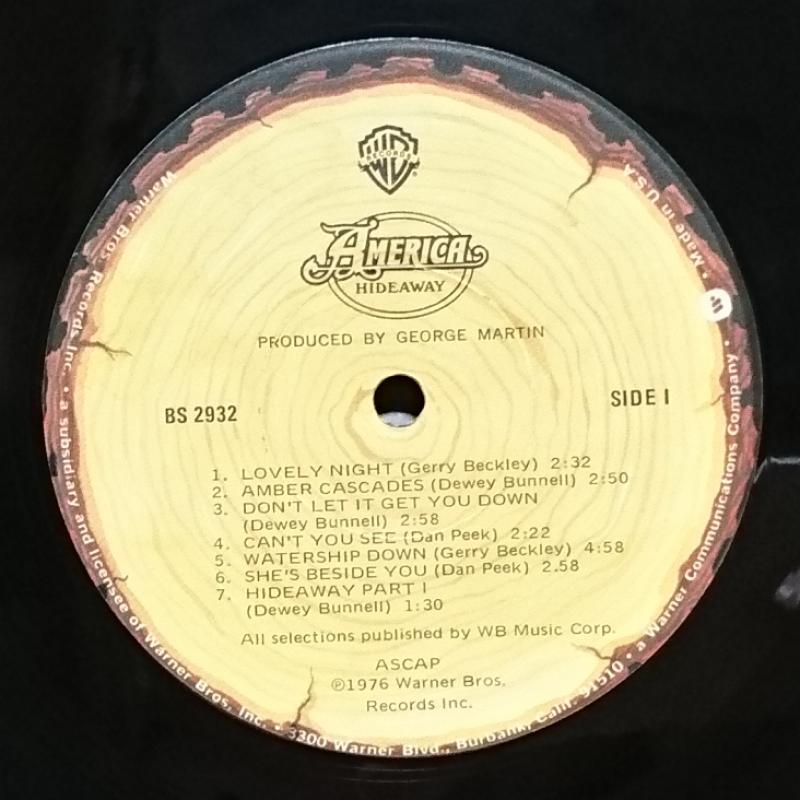 WB
RECORDS
AMERICA
HIDEAWAY
PRODUCED BY GEORGE MARTIN
BS 2932
SIDE I
1. LOVELY NIGHT (Gerry Beckley) 2:32
2. AMBER CASCADES (Dewey Bunnell) 2:50
3. DON'T LET IT GET YOU DOWN
(Dewey Bunnell) 2:58
4. CAN'T YOU SEE (Dan Peek) 2:22
5. WATERSHIP DOWN (Gerry Beckley) 4:58
6. SHE'S BESIDE YOU (Dan Peek) 2.58
7. HIDEAWAY PART I
(Dewey Bunnell) 1:30
All selections published by WB Music Corp.
ASCAP
℗1976 Warner Bros.
Records Inc.
Warner Bros. Records Inc. • a subsidiary and licensee of Warner Bros. Inc. • 3300 Warner Blvd., Burbank, Calif. 91510 • a Warner Communications Company • Made in U.S.A.